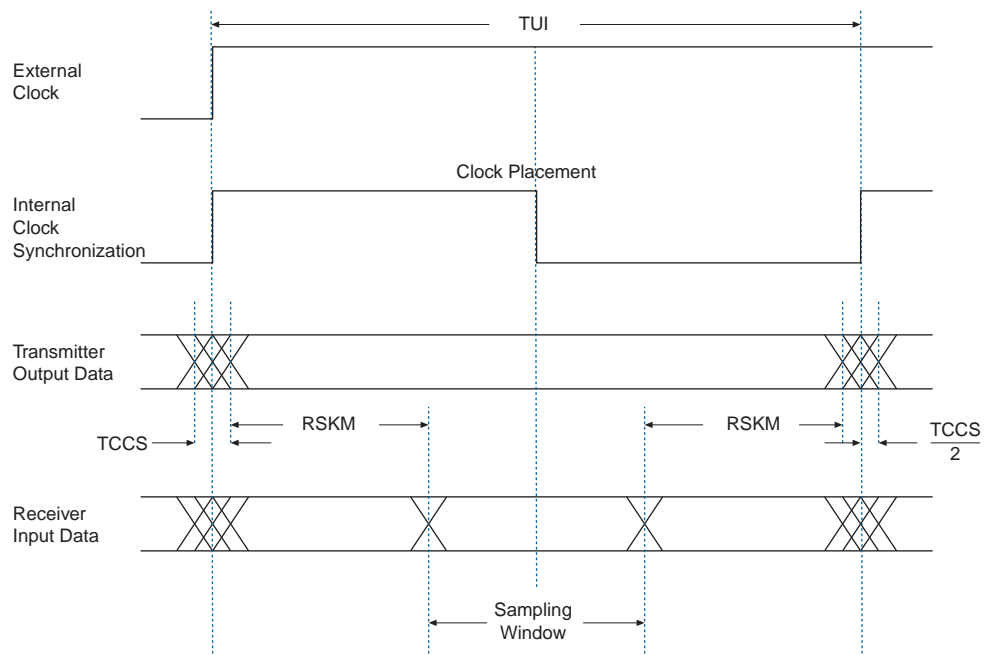 TUI
External
Clock
Clock Placement
Internal
Clock
Synchronization
Transmitter
Output Data
RSKM
RSKM
TCCS
TCCS
2
Receiver
Input Data
Sampling
Window